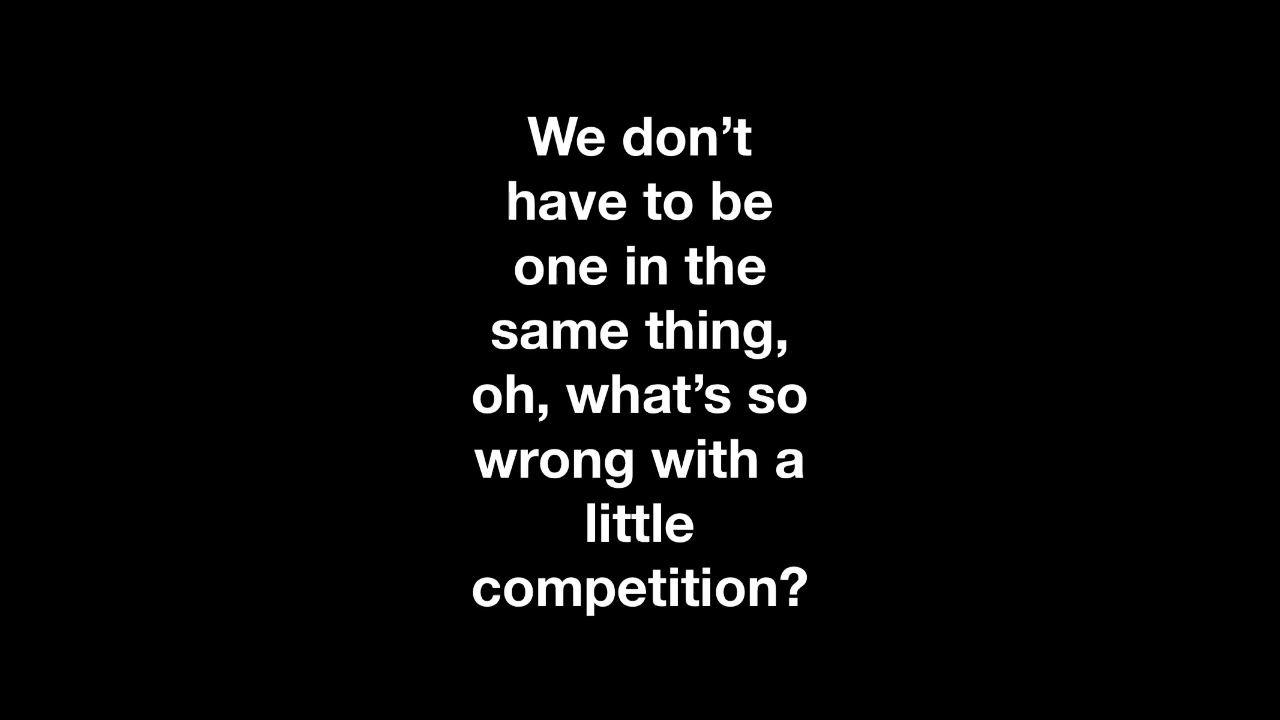 We don’t
have to be
one in the
same thing,
oh, what’s so
wrong with a
little
competition?